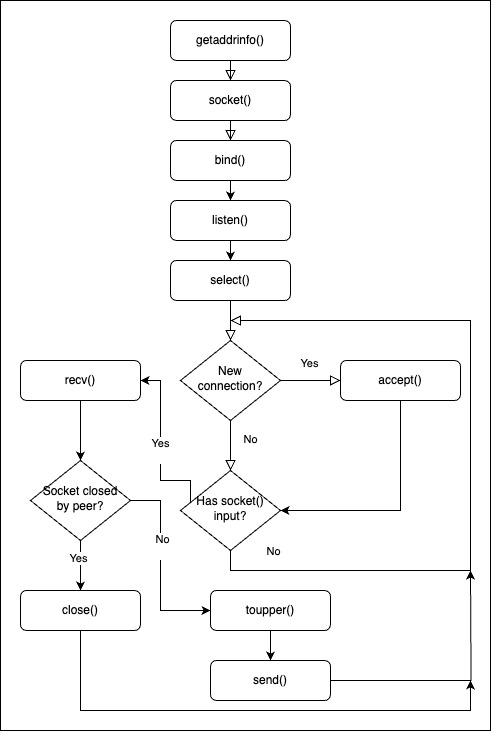 getaddrinfo()
socket()
bind()
listen()
select()
New
connection?
Yes
accept()
recv()
No
Yes
Socket closed
by peer?
Has socket()
input?
No
No
Yes
close()
toupper()
send()